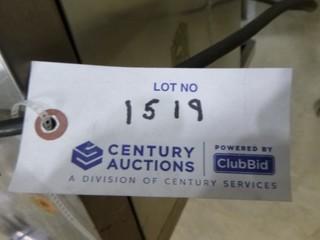 LOT NO
1519
CENTURY AUCTIONS
POWERED BY
ClubBid
A DIVISION OF CENTURY SERVICES